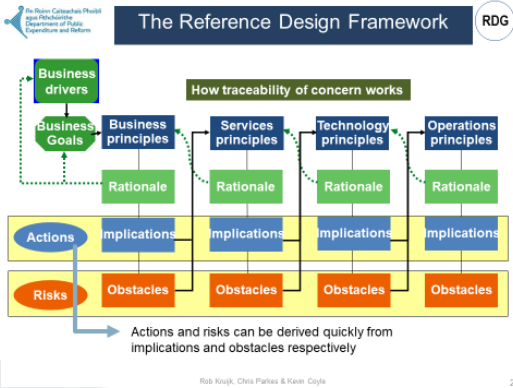 An Roinn Caiteachais Phoiblí
agus Athchóirithe
Department of Public
Expenditure and Reform
The Reference Design Framework
RDG
Business
drivers
How traceability of concern works
Business
Goals
Business
principles
Services
principles
Technology
principles
Operations
principles
Rationale
Rationale
Rationale
Rationale
Actions
Implications
Implications
Implications
Implications
Risks
Obstacles
Obstacles
Obstacles
Obstacles
Actions and risks can be derived quickly from
implications and obstacles respectively
Rob Kruijk, Chris Parkes & Kevin Coyle
2